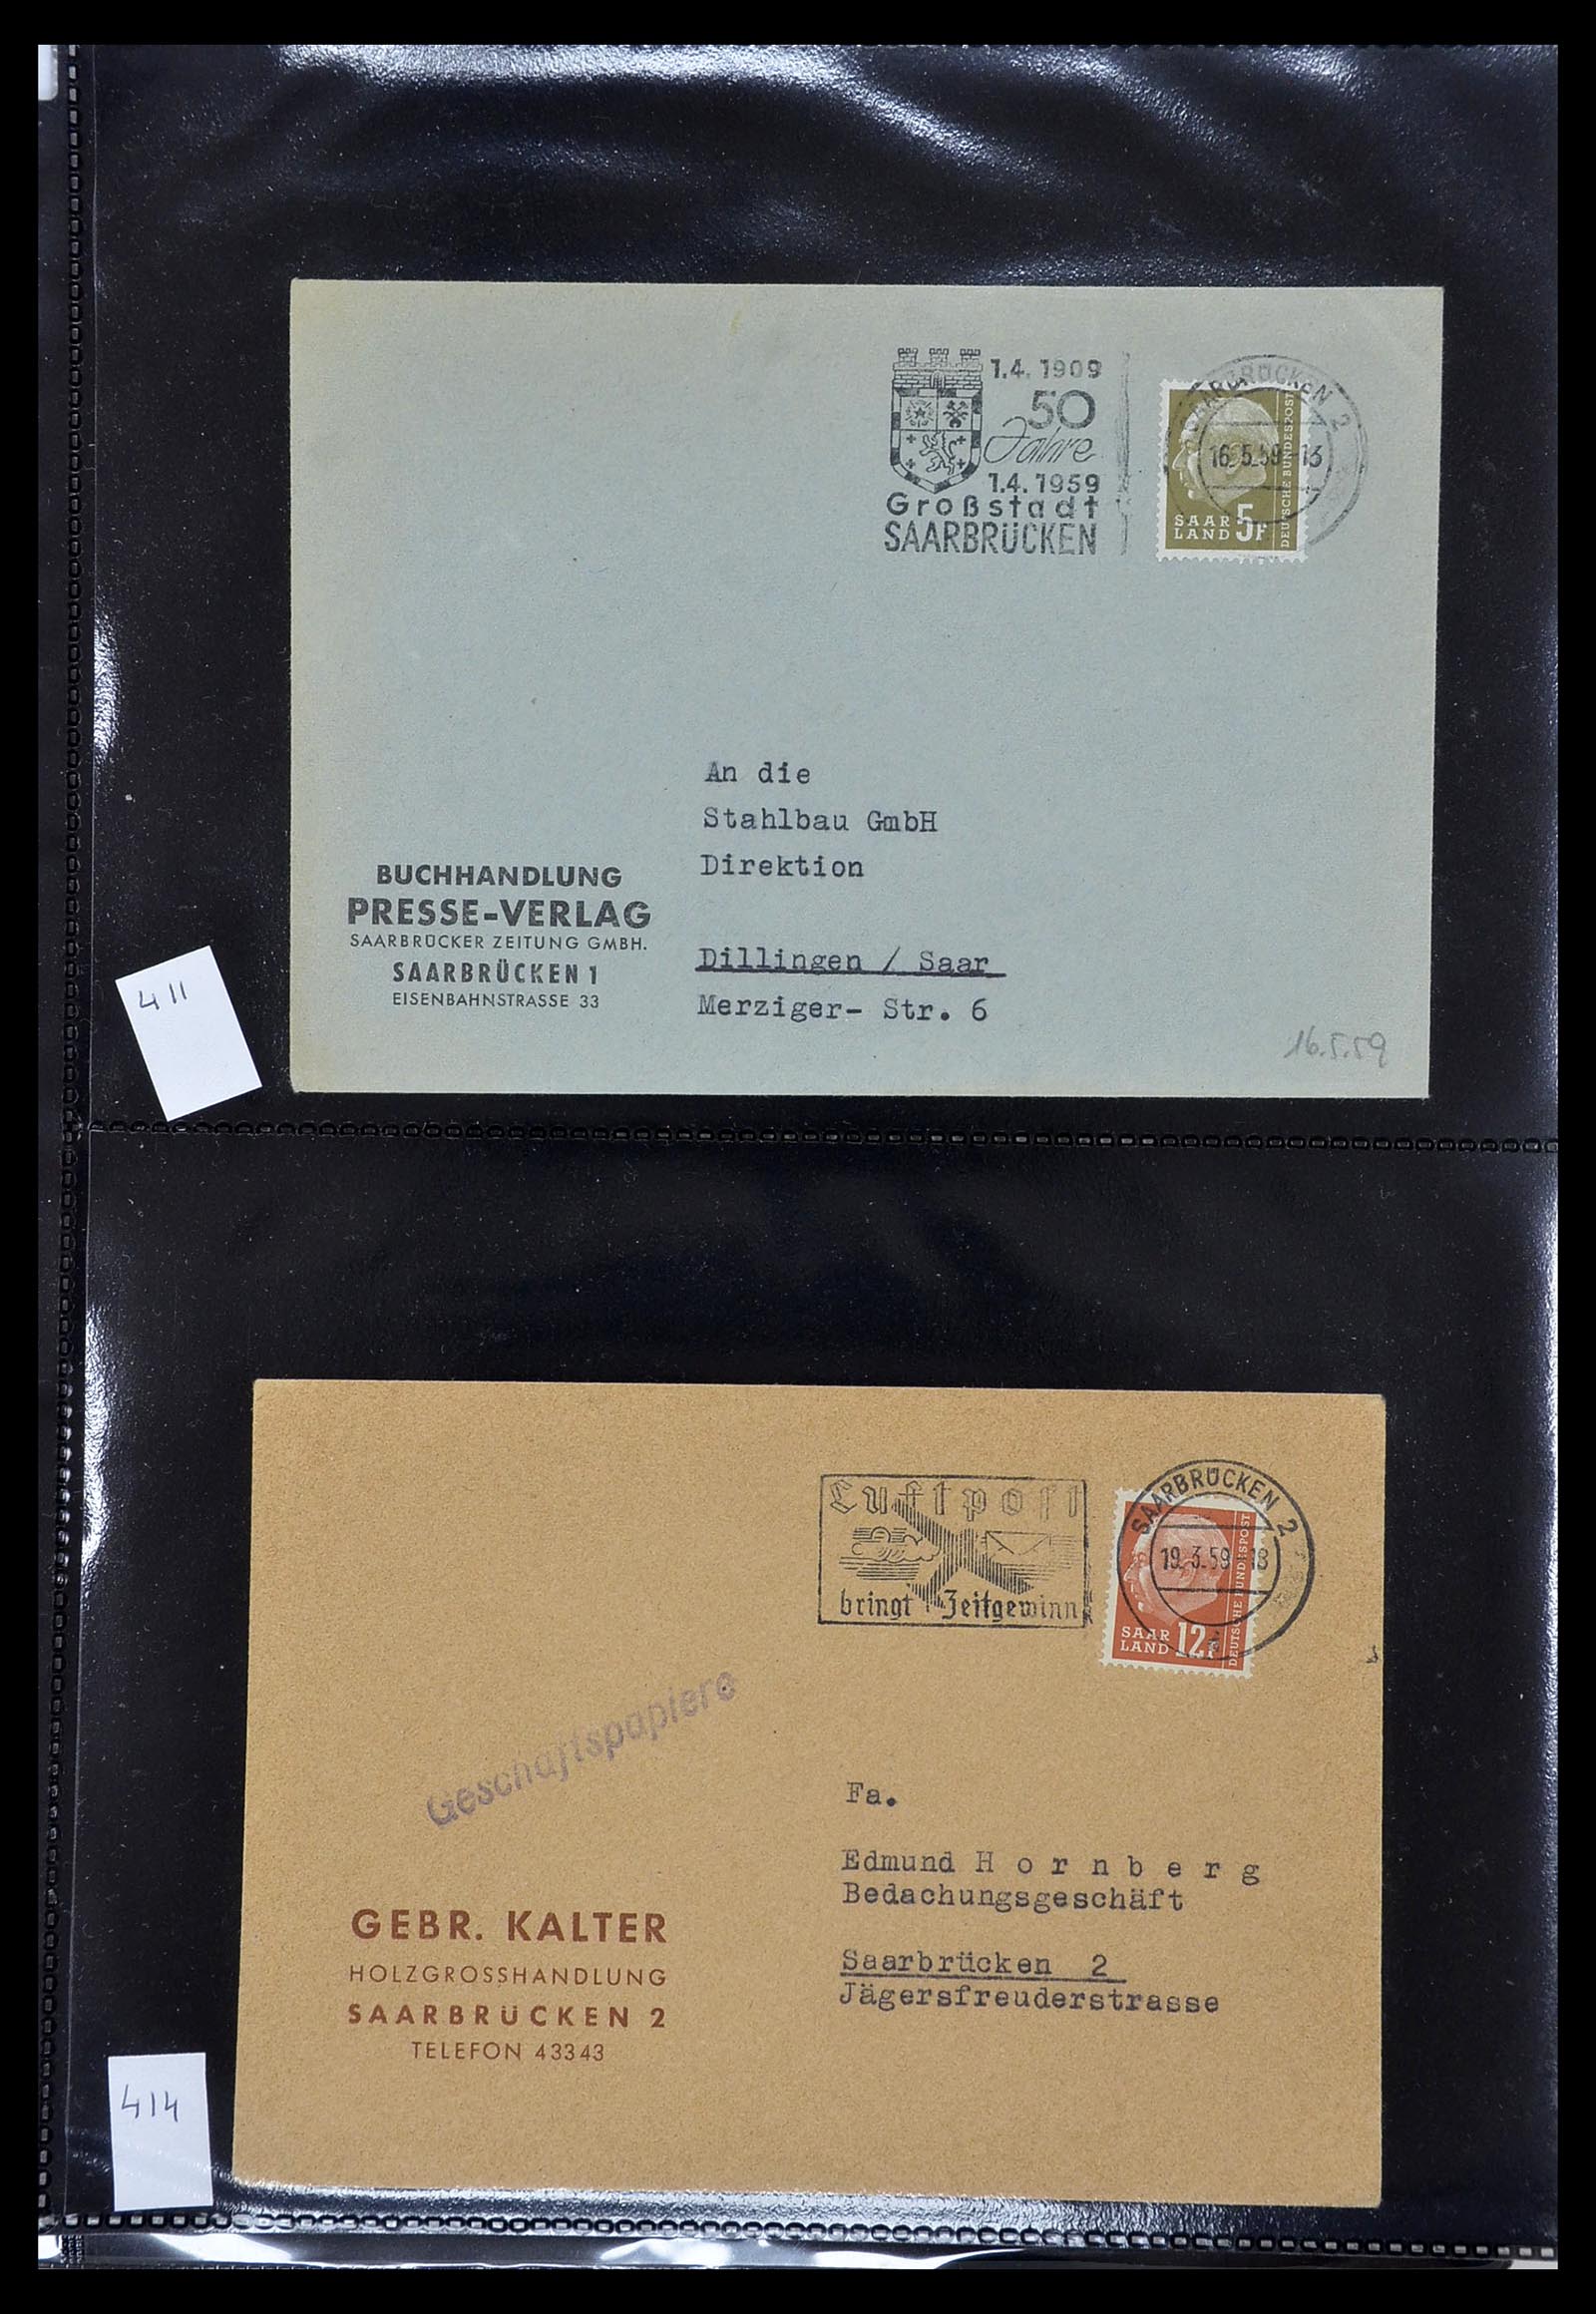 1.4.1909
50
Jahre
1.4.1959
Großstadt
SAARBRÜCKEN
SAARBRÜCKEN 2
16.5.59-13
SAAR
LAND 5F
DEUTSCHE BUNDESPOST
An die
Stahlbau GmbH
Direktion
Dillingen / Saar
Merziger- Str. 6
BUCHHANDLUNG
PRESSE-VERLAG
SAARBRÜCKER ZEITUNG GMBH.
SAARBRÜCKEN 1
EISENBAHNSTRASSE 33
16.5.59
411
Luftpost
bringt Zeitgewinn
SAARBRÜCKEN 2
19.3.59-18
SAAR
LAND 12F
DEUTSCHE BUNDESPOST
Geschäftspapiere
Fa.
Edmund H o r n b e r g
Bedachungsgeschäft
Saarbrücken 2
Jägersfreuderstrasse
GEBR. KALTER
HOLZGROSSHANDLUNG
SAARBRÜCKEN 2
TELEFON 43343
414